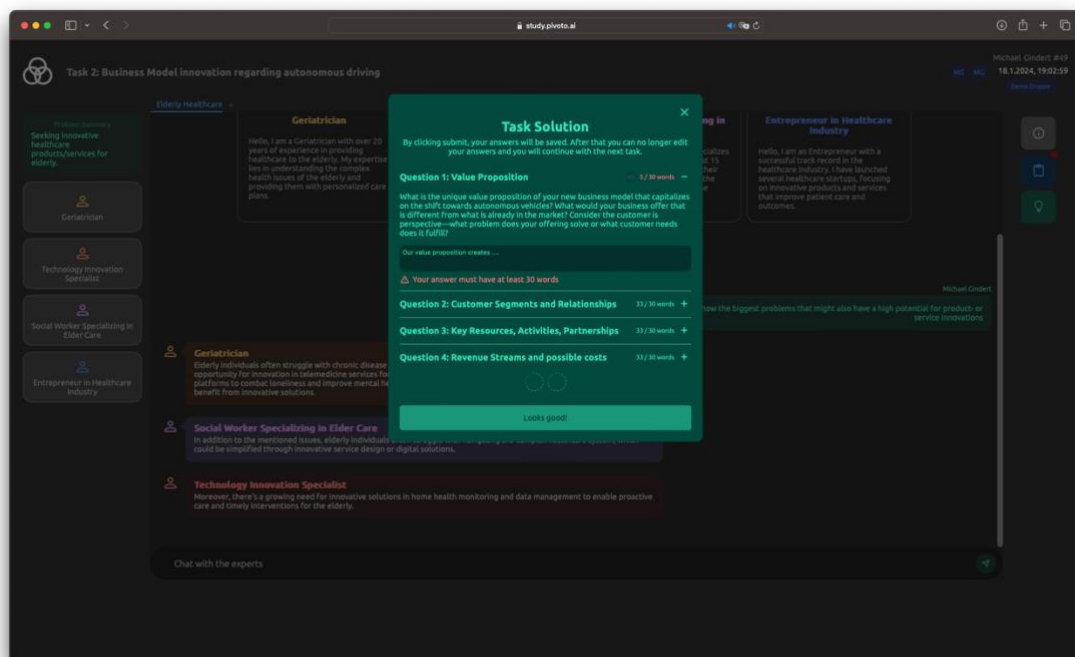 study.pivoto.ai
Task 2: Business Model innovation regarding autonomous driving
Michael Gindert #49
MG MG 18.1.2024, 19:02:59
Demo Gruppe
Elderly healthcare +
Problem Summary
Seeking innovative
healthcare
products/services for
elderly.
Geriatrician
Technology Innovation
Specialist
Social Worker Specializing in
Elder Care
Entrepreneur in Healthcare
Industry
Geriatrician
Hello, I am a Geriatrician with over 20
years of experience in providing
healthcare to the elderly. My expertise
lies in understanding the complex
health issues of the elderly and
providing them with personalized care
plans.
Entrepreneur in Healthcare
Industry
Hello, I am an Entrepreneur with a
successful track record in the
healthcare industry. I have launched
several healthcare startups, focusing
on innovative products and services
that improve patient care and
outcomes.
Task Solution
By clicking submit, your answers will be saved. After that you can no longer edit
your answers and you will continue with the next task.
Question 1: Value Proposition 5 / 30 words −
What is the unique value proposition of your new business model that capitalizes
on the shift towards autonomous vehicles? What would your business offer that
is different from what is already in the market? Consider the customer is
perspective—what problem does your offering solve or what customer needs
does it fulfill?
Our value proposition creates ....
Your answer must have at least 30 words
Question 2: Customer Segments and Relationships 33 / 30 words +
Question 3: Key Resources, Activities, Partnerships 33 / 30 words +
Question 4: Revenue Streams and possible costs 33 / 30 words +
Looks good!
Michael Gindert
now the biggest problems that might also have a high potential for product- or
service innovations
Geriatrician
Elderly individuals often struggle with chronic disease
opportunity for innovation in telemedicine services fo
platforms to combat loneliness and improve mental he
benefit from innovative solutions.
Social Worker Specializing in Elder Care
In addition to the mentioned issues, elderly individuals
could be simplified through innovative service design or digital solutions.
Technology Innovation Specialist
Moreover, there's a growing need for innovative solutions in home health monitoring and data management to enable proactive
care and timely interventions for the elderly.
Chat with the experts